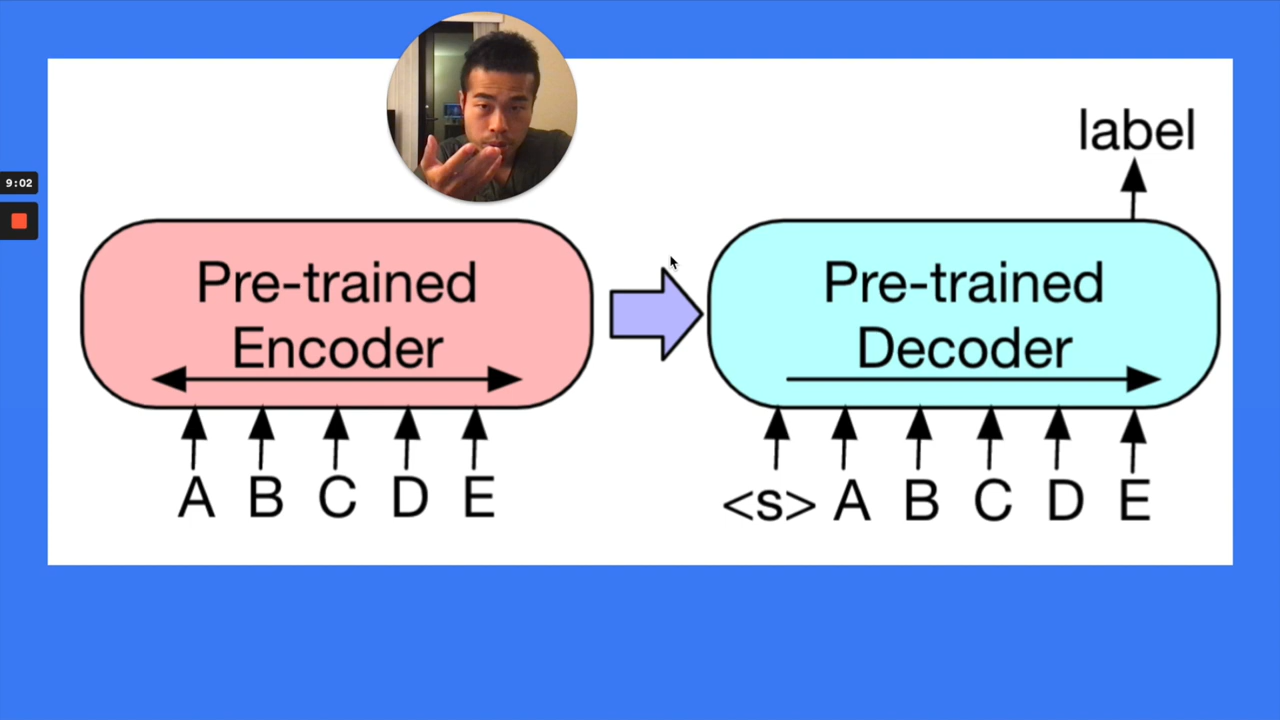 9:02
label
Pre-trained
Encoder
Pre-trained
Decoder
A B C D E
<s> A B C D E